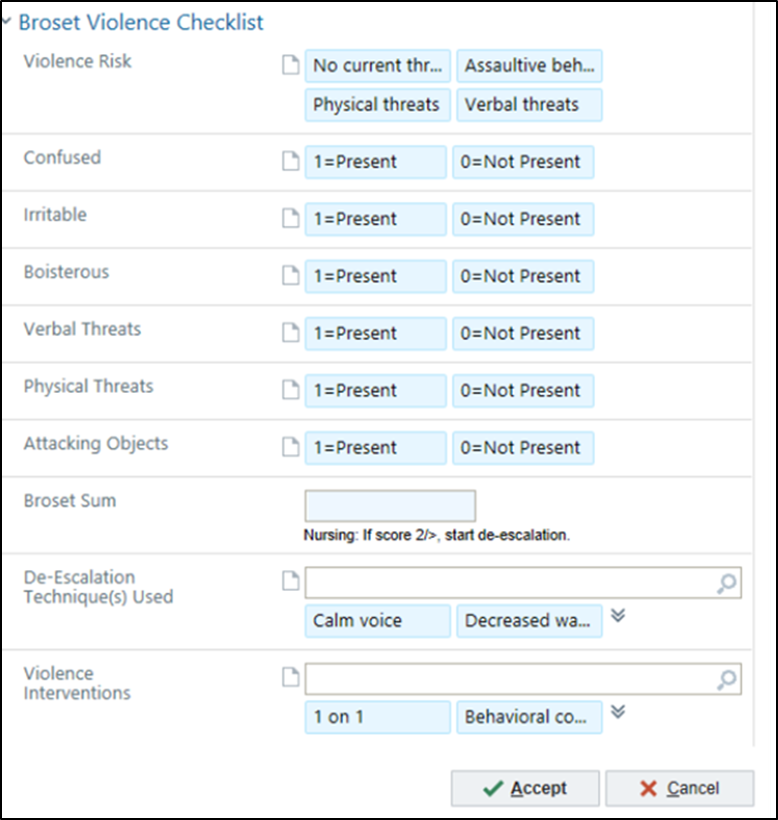 Broset Violence Checklist
Violence Risk
No current thr... Assaultive beh...
Physical threats Verbal threats
Confused 1=Present 0=Not Present
Irritable 1=Present 0=Not Present
Boisterous 1=Present 0=Not Present
Verbal Threats 1=Present 0=Not Present
Physical Threats 1=Present 0=Not Present
Attacking Objects 1=Present 0=Not Present
Broset Sum
Nursing: If score 2/>, start de-escalation.
De-Escalation
Technique(s) Used
Calm voice Decreased wa...
Violence
Interventions
1 on 1 Behavioral co...
Accept Cancel